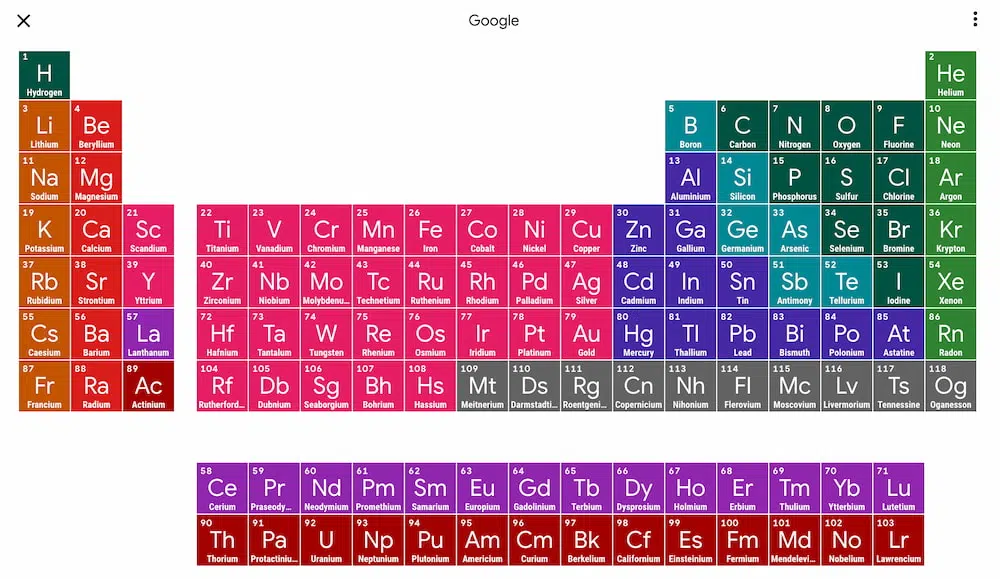 Google
1 2
H He
Hydrogen Helium
3 4 5 6 7 8 9 10
Li Be B C N O F Ne
Lithium Beryllium Boron Carbon Nitrogen Oxygen Fluorine Neon
11 12 13 14 15 16 17 18
Na Mg Al Si P S Cl Ar
Sodium Magnesium Aluminium Silicon Phosphorus Sulfur Chlorine Argon
19 20 21 22 23 24 25 26 27 28 29 30 31 32 33 34 35 36
K Ca Sc Ti V Cr Mn Fe Co Ni Cu Zn Ga Ge As Se Br Kr
Potassium Calcium Scandium Titanium Vanadium Chromium Manganese Iron Cobalt Nickel Copper Zinc Gallium Germanium Arsenic Selenium Bromine Krypton
37 38 39 40 41 42 43 44 45 46 47 48 49 50 51 52 53 54
Rb Sr Y Zr Nb Mo Tc Ru Rh Pd Ag Cd In Sn Sb Te I Xe
Rubidium Strontium Yttrium Zirconium Niobium Molybdenu... Technetium Ruthenium Rhodium Palladium Silver Cadmium Indium Tin Antimony Tellurium Iodine Xenon
55 56 57 72 73 74 75 76 77 78 79 80 81 82 83 84 85 86
Cs Ba La Hf Ta W Re Os Ir Pt Au Hg Tl Pb Bi Po At Rn
Caesium Barium Lanthanum Hafnium Tantalum Tungsten Rhenium Osmium Iridium Platinum Gold Mercury Thallium Lead Bismuth Polonium Astatine Radon
87 88 89 104 105 106 107 108 109 110 111 112 113 114 115 116 117 118
Fr Ra Ac Rf Db Sg Bh Hs Mt Ds Rg Cn Nh Fl Mc Lv Ts Og
Francium Radium Actinium Rutherford... Dubnium Seaborgium Bohrium Hassium Meitnerium Darmstadti... Roentgeni... Copernicium Nihonium Flerovium Moscovium Livermorium Tennessine Oganesson
58 59 60 61 62 63 64 65 66 67 68 69 70 71
Ce Pr Nd Pm Sm Eu Gd Tb Dy Ho Er Tm Yb Lu
Cerium Praseody... Neodymium Promethium Samarium Europium Gadolinium Terbium Dysprosium Holmium Erbium Thulium Ytterbium Lutetium
90 91 92 93 94 95 96 97 98 99 100 101 102 103
Th Pa U Np Pu Am Cm Bk Cf Es Fm Md No Lr
Thorium Protactiniu... Uranium Neptunium Plutonium Americium Curium Berkelium Californium Einsteinium Fermium Mendelevi... Nobelium Lawrencium